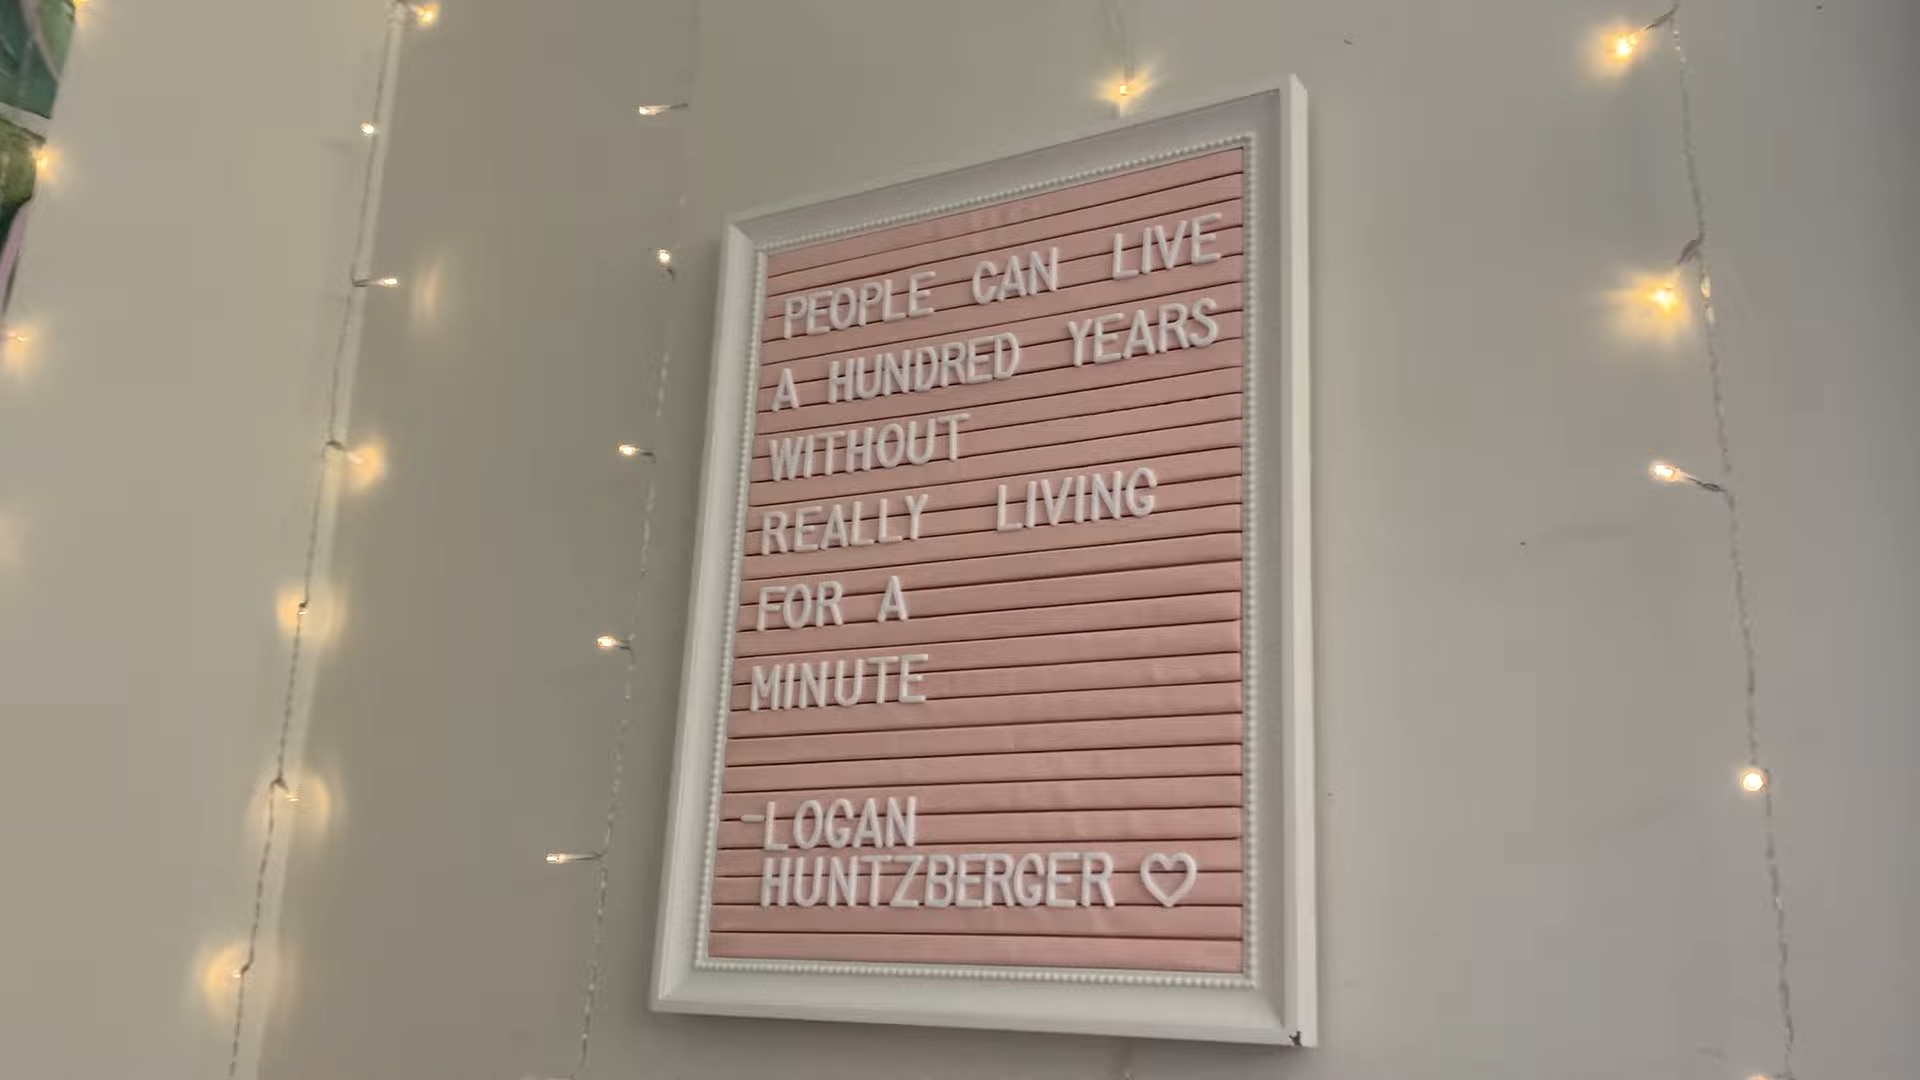 PEOPLE CAN LIVE
A HUNDRED YEARS
WITHOUT
REALLY LIVING
FOR A
MINUTE
-LOGAN
HUNTZBERGER ♡